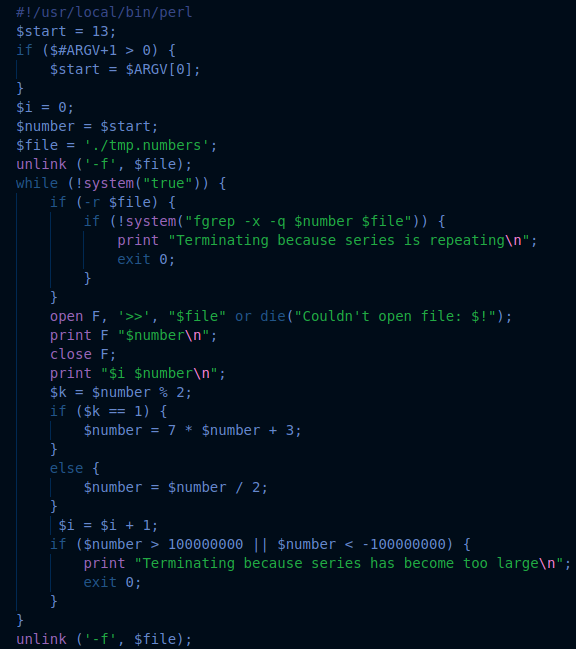 #!/usr/local/bin/perl
$start = 13;
if ($#ARGV+1 > 0) {
    $start = $ARGV[0];
}
$i = 0;
$number = $start;
$file = './tmp.numbers';
unlink ('-f', $file);
while (!system("true")) {
    if (-r $file) {
        if (!system("fgrep -x -q $number $file")) {
            print "Terminating because series is repeating\n";
            exit 0;
        }
    }
    open F, '>>', "$file" or die("Couldn't open file: $!");
    print F "$number\n";
    close F;
    print "$i $number\n";
    $k = $number % 2;
    if ($k == 1) {
        $number = 7 * $number + 3;
    }
    else {
        $number = $number / 2;
    }
     $i = $i + 1;
    if ($number > 100000000 || $number < -100000000) {
        print "Terminating because series has become too large\n";
        exit 0;
    }
}
unlink ('-f', $file);